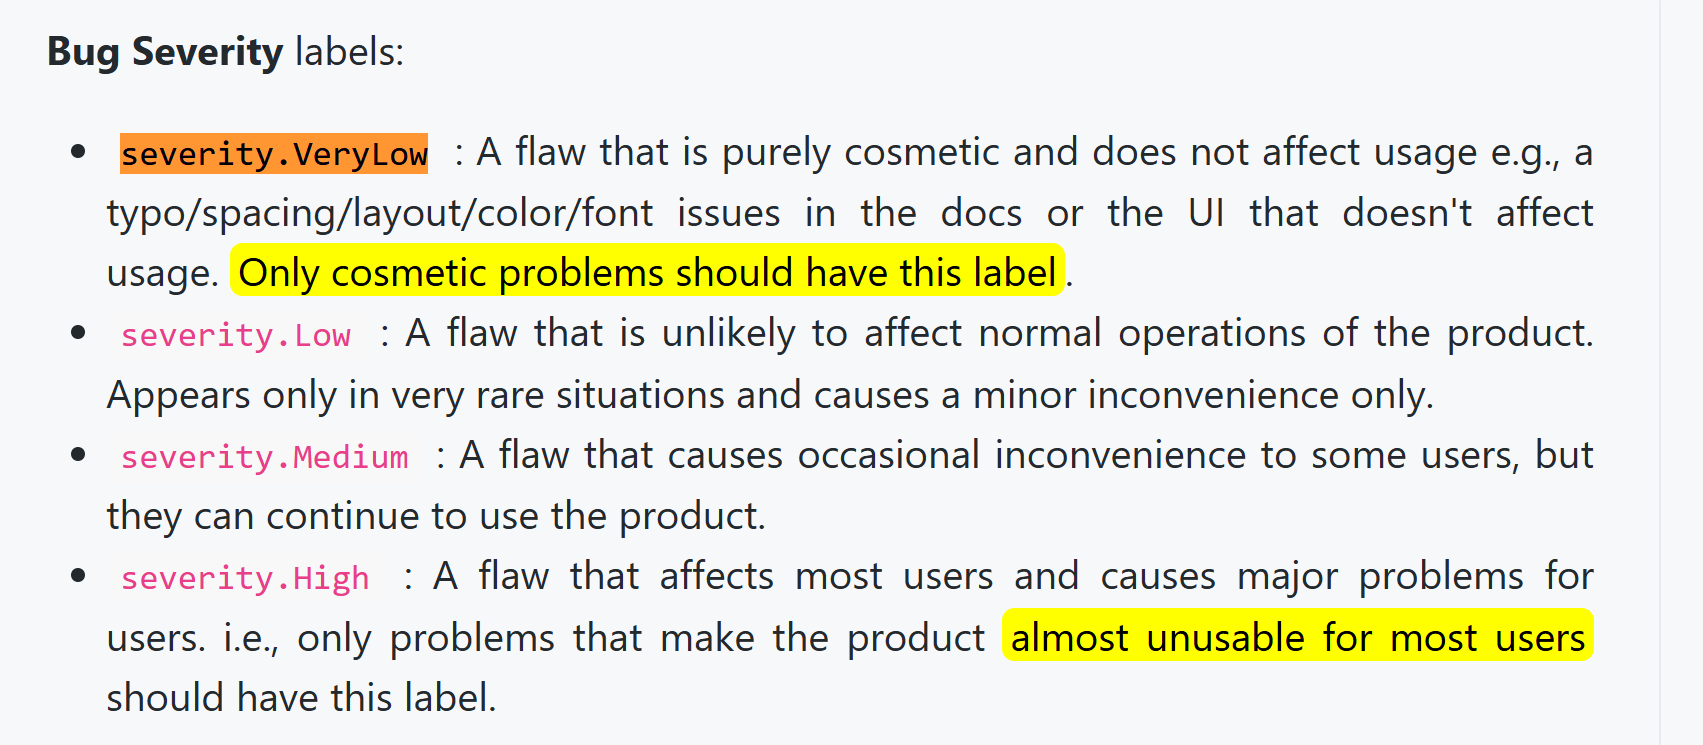 Bug Severity labels:
• severity.VeryLow : A flaw that is purely cosmetic and does not affect usage e.g., a
typo/spacing/layout/color/font issues in the docs or the UI that doesn't affect
usage. Only cosmetic problems should have this label.
• severity.Low : A flaw that is unlikely to affect normal operations of the product.
Appears only in very rare situations and causes a minor inconvenience only.
• severity.Medium : A flaw that causes occasional inconvenience to some users, but
they can continue to use the product.
• severity.High : A flaw that affects most users and causes major problems for
users. i.e., only problems that make the product almost unusable for most users
should have this label.